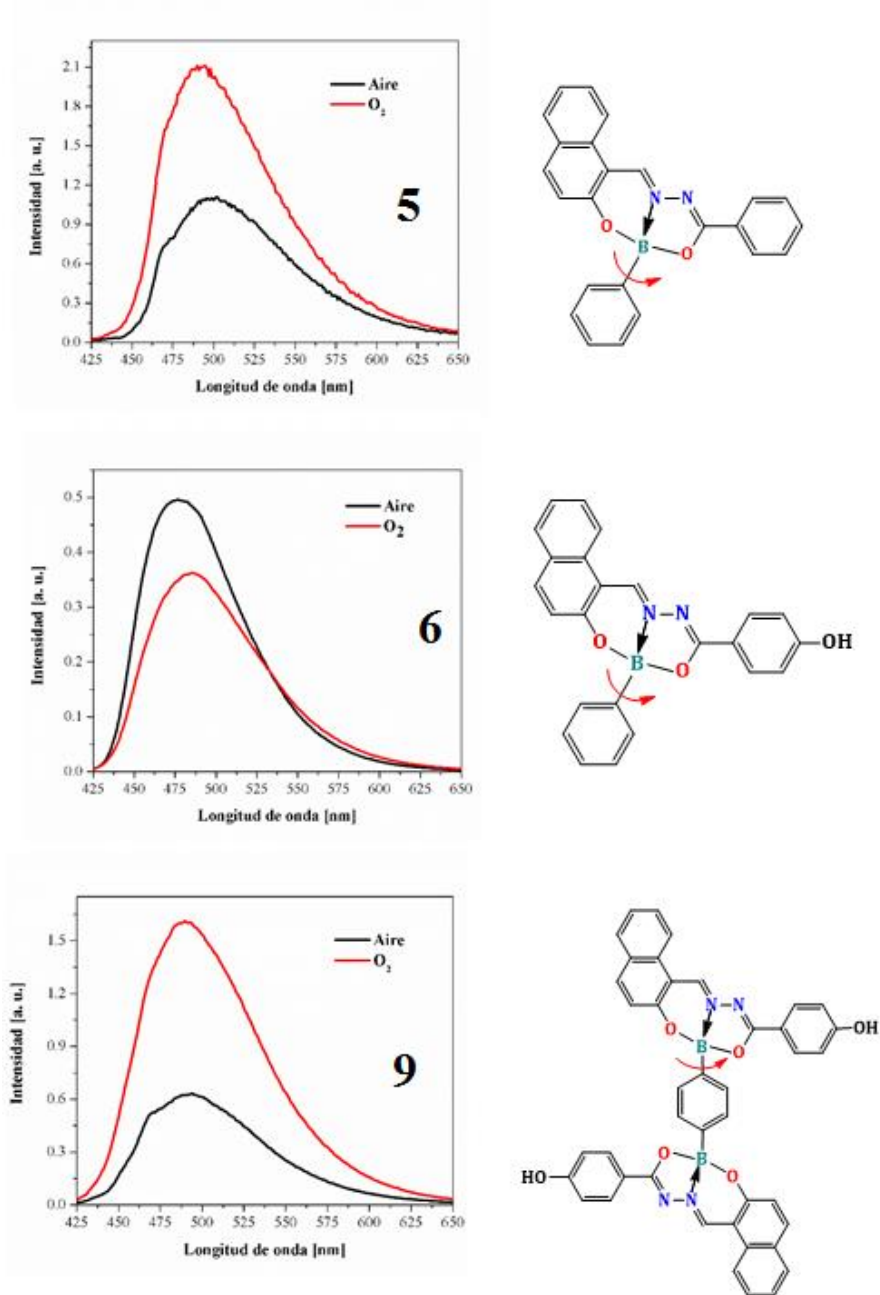 2.1
1.8
1.5
1.2
0.9
0.6
0.3
0.0
Intensidad [a. u.]
425 450 475 500 525 550 575 600 625 650
Longitud de onda [nm]
Aire
O₂
5
N N
O B O
0.5
0.4
0.3
0.2
0.1
0.0
Intensidad [a. u.]
425 450 475 500 525 550 575 600 625 650
Longitud de onda [nm]
Aire
O2
6
N N
O B O OH
1.5
1.2
0.9
0.6
0.3
0.0
Intensidad [a. u.]
425 450 475 500 525 550 575 600 625 650
Longitud de onda [nm]
Aire
O₂
9
N N
O B O OH
HO O B O
N N